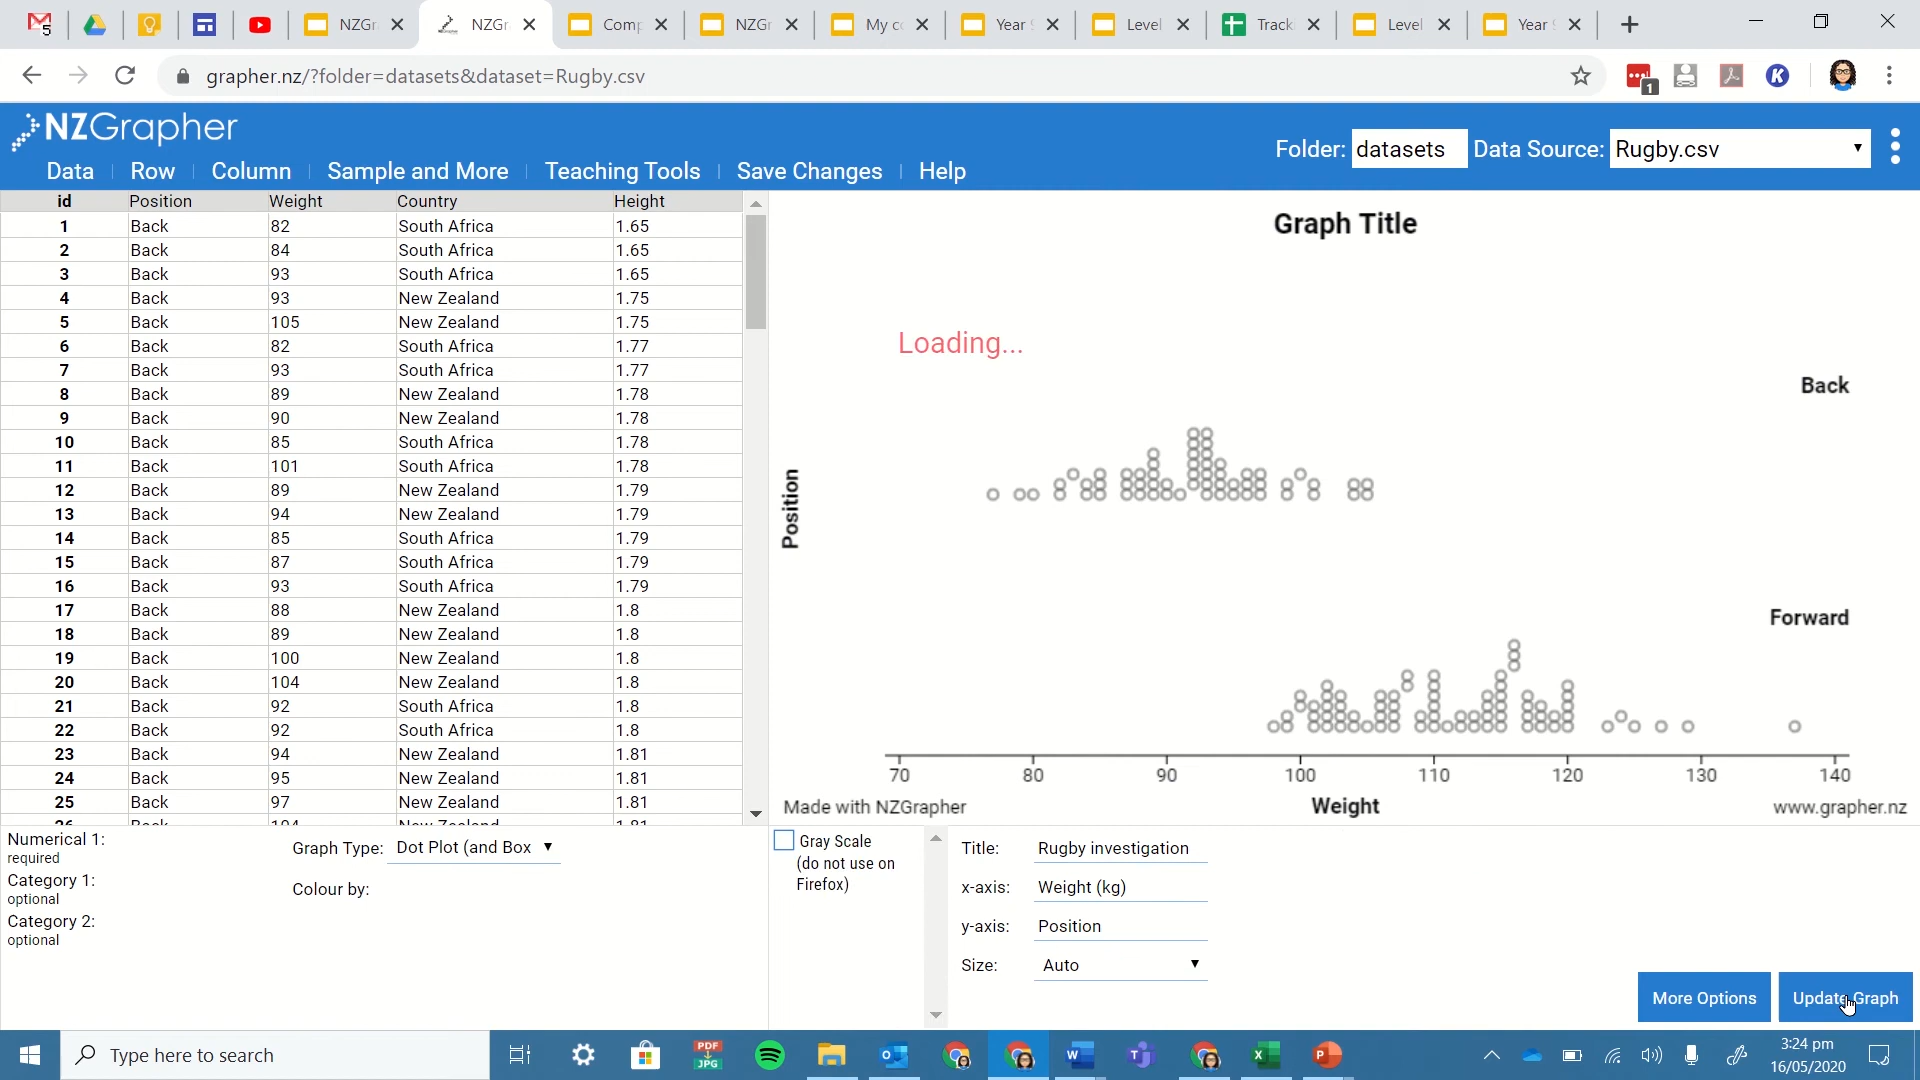 5
NZGr
NZGr
Comp
NZGr
My co
Year
Level
Track
Level
Year 9
grapher.nz/?folder=datasets&dataset=Rugby.csv
1
K
NZGrapher
Folder: datasets Data Source: Rugby.csv
Data Row Column Sample and More Teaching Tools Save Changes Help
id Position Weight Country Height
1 Back 82 South Africa 1.65
2 Back 84 South Africa 1.65
3 Back 93 South Africa 1.65
4 Back 93 New Zealand 1.75
5 Back 105 New Zealand 1.75
6 Back 82 South Africa 1.77
7 Back 93 South Africa 1.77
8 Back 89 New Zealand 1.78
9 Back 90 New Zealand 1.78
10 Back 85 South Africa 1.78
11 Back 101 South Africa 1.78
12 Back 89 New Zealand 1.79
13 Back 94 New Zealand 1.79
14 Back 85 South Africa 1.79
15 Back 87 South Africa 1.79
16 Back 93 South Africa 1.79
17 Back 88 New Zealand 1.8
18 Back 89 New Zealand 1.8
19 Back 100 New Zealand 1.8
20 Back 104 New Zealand 1.8
21 Back 92 South Africa 1.8
22 Back 92 South Africa 1.8
23 Back 94 New Zealand 1.81
24 Back 95 New Zealand 1.81
25 Back 97 New Zealand 1.81
26 Back 104 New Zealand 1.81
Graph Title
Loading...
Back
Position
Forward
70 80 90 100 110 120 130 140
Made with NZGrapher Weight www.grapher.nz
Numerical 1:
required
Category 1:
optional
Category 2:
optional
Graph Type: Dot Plot (and Box
Colour by:
Gray Scale
(do not use on
Firefox)
Title: Rugby investigation
x-axis: Weight (kg)
y-axis: Position
Size: Auto
More Options
Update Graph
Type here to search
PDF
JPG
3:24 pm
16/05/2020